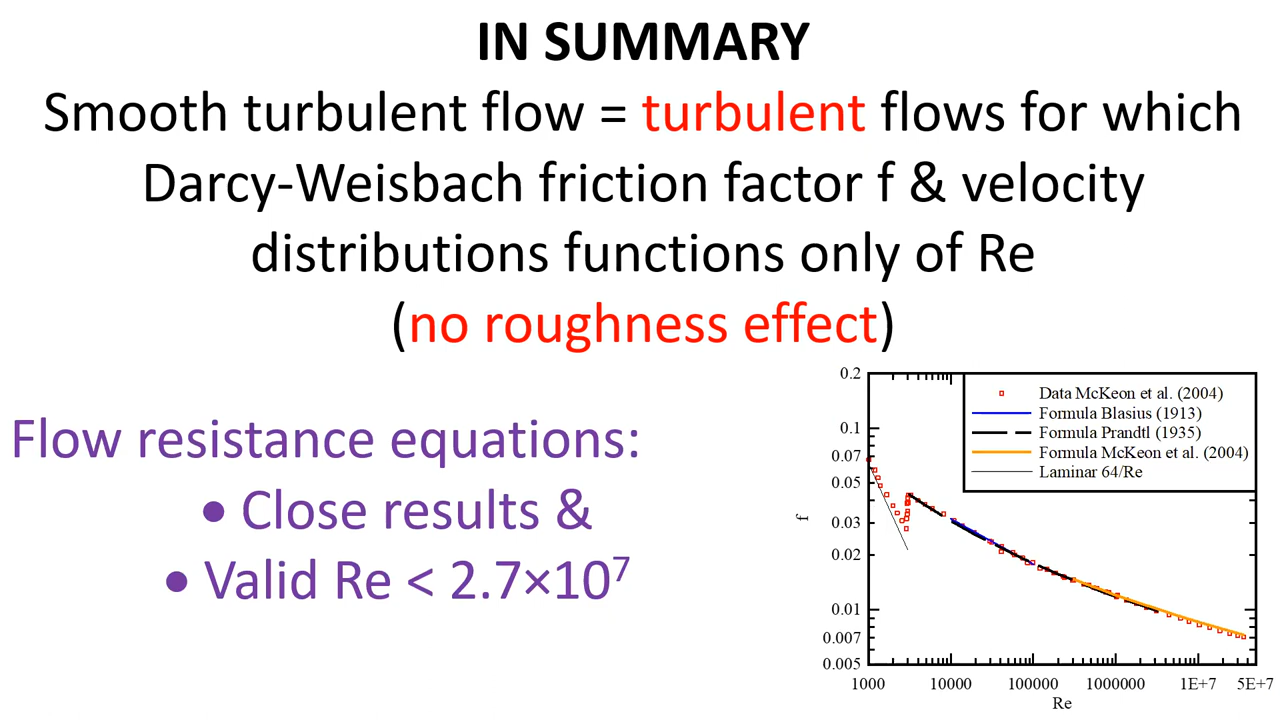 IN SUMMARY
Smooth turbulent flow = turbulent flows for which
Darcy-Weisbach friction factor f & velocity
distributions functions only of Re
(no roughness effect)
Flow resistance equations:
• Close results &
• Valid Re < 2.7×10⁷
0.2
0.1
0.07
0.05
0.03
0.02
0.01
0.007
0.005
f
Data McKeon et al. (2004)
Formula Blasius (1913)
Formula Prandtl (1935)
Formula McKeon et al. (2004)
Laminar 64/Re
1000 10000 100000 1000000 1E+7 5E+7
Re